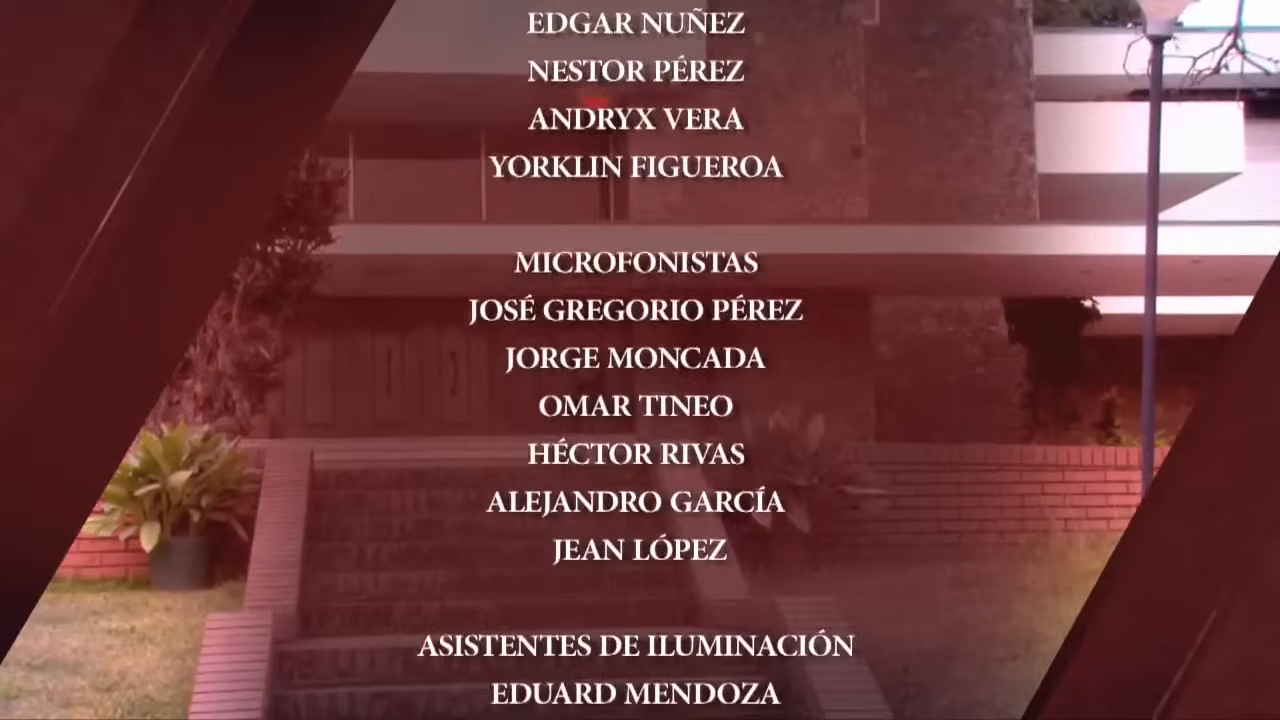 EDGAR NUÑEZ
NESTOR PÉREZ
ANDRYX VERA
YORKLIN FIGUEROA
MICROFONISTAS
JOSÉ GREGORIO PÉREZ
JORGE MONCADA
OMAR TINEO
HÉCTOR RIVAS
ALEJANDRO GARCÍA
JEAN LÓPEZ
ASISTENTES DE ILUMINACIÓN
EDUARD MENDOZA